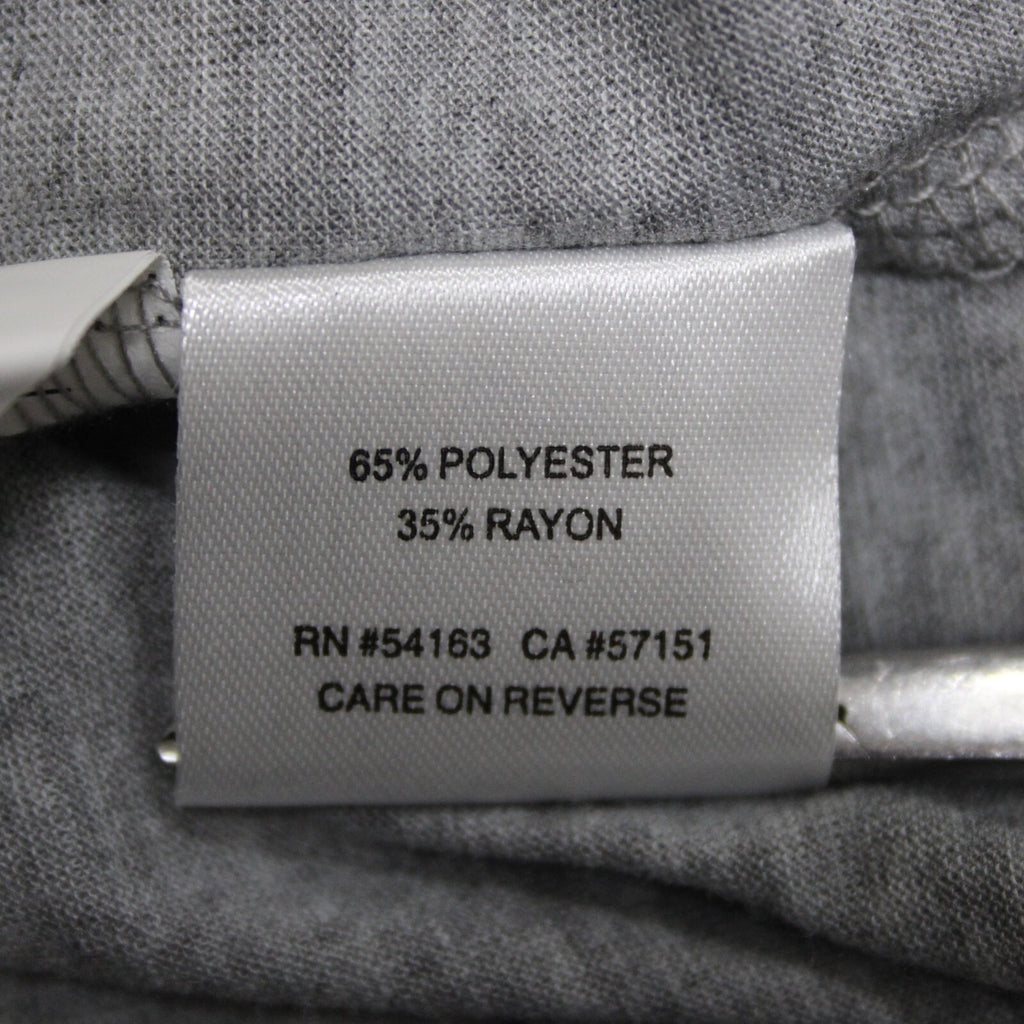 65% POLYESTER
35% RAYON
RN #54163 CA #57151
CARE ON REVERSE